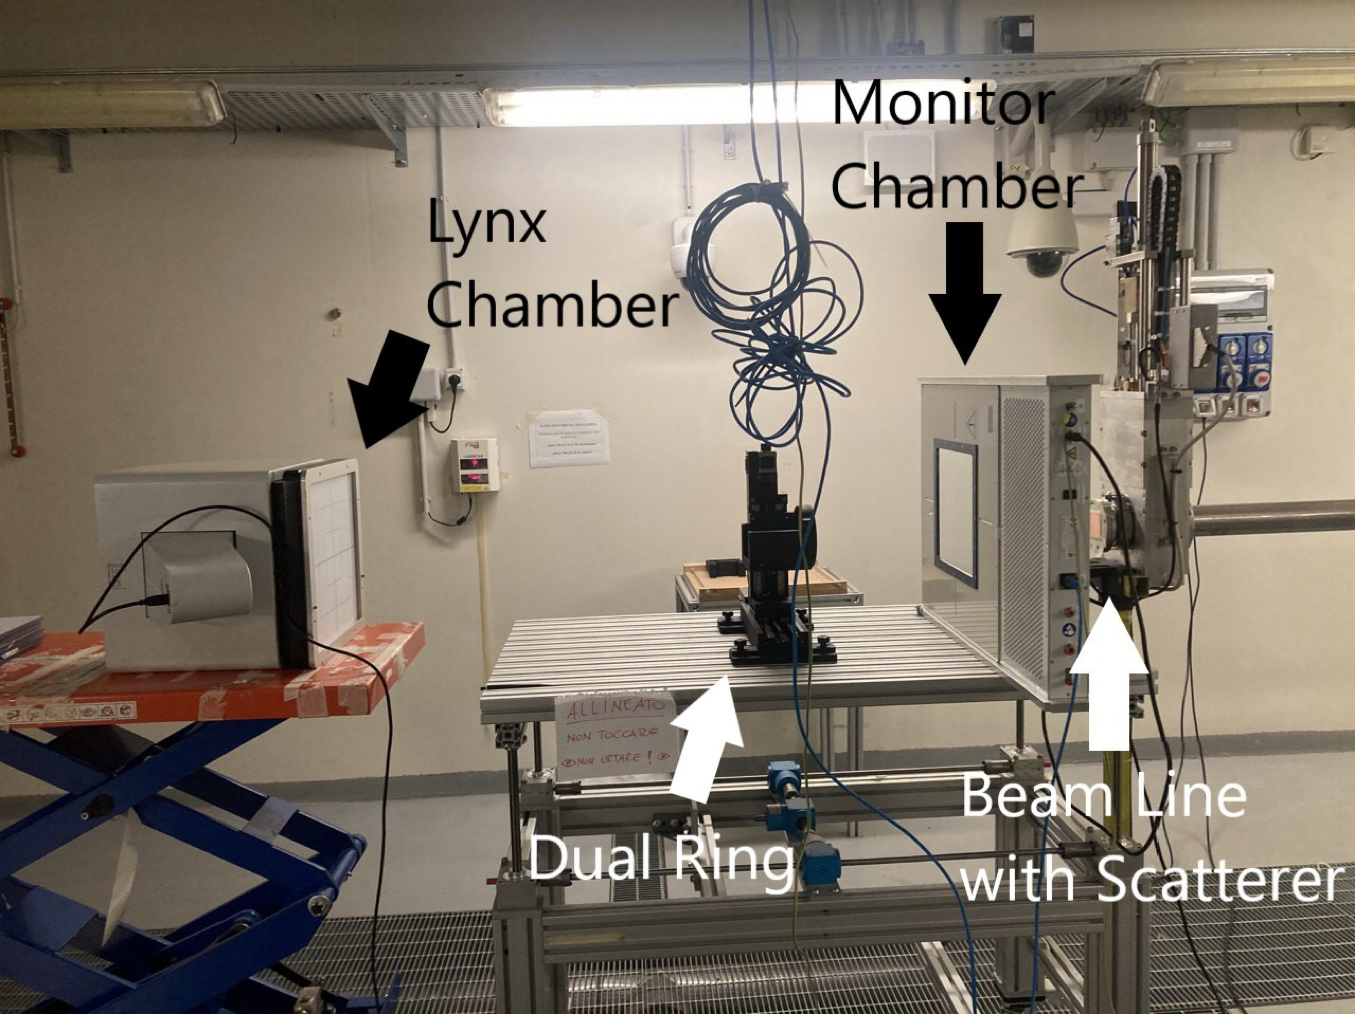 Monitor
Chamber
Lynx
Chamber
ALLINEATO
NON TOCCARE
NON URTARE !
Dual Ring
Beam Line
with Scatterer